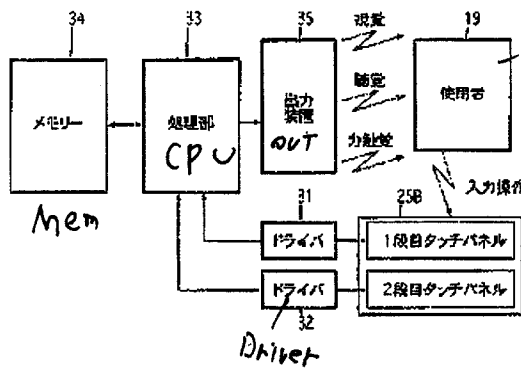 34
33
35
視覚
19
メモリー
処理部
CPU
出力
装置
OUT
聴覚
力触覚
使用者
入力操作
Mem
31
25B
ドライバ
1段目タッチパネル
ドライバ
2段目タッチパネル
32
Driver